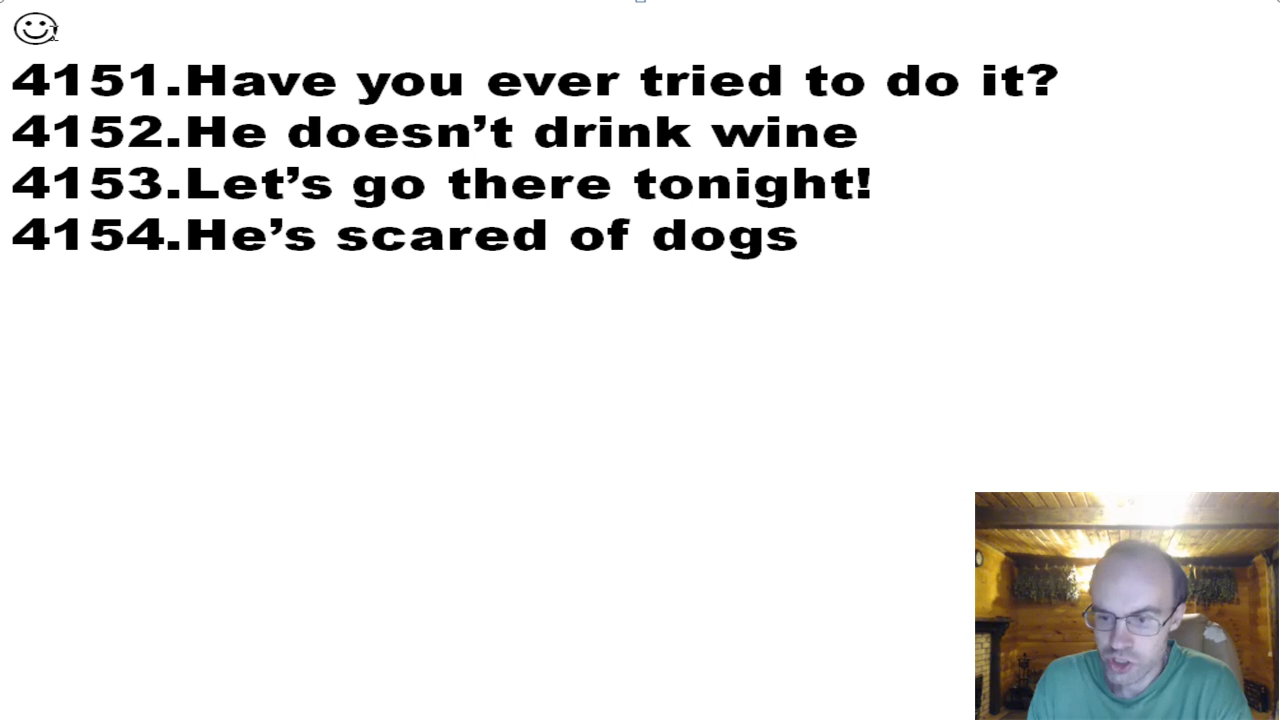 4151.Have you ever tried to do it?
4152.He doesn’t drink wine
4153.Let’s go there tonight!
4154.He’s scared of dogs